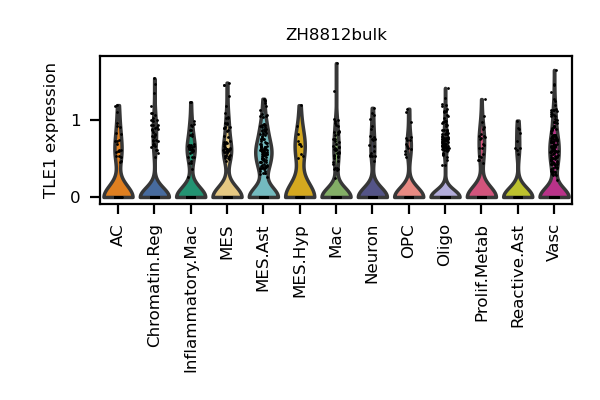 ZH8812bulk
TLE1 expression
1
0
AC
Chromatin.Reg
Inflammatory.Mac
MES
MES.Ast
MES.Hyp
Mac
Neuron
OPC
Oligo
Prolif.Metab
Reactive.Ast
Vasc